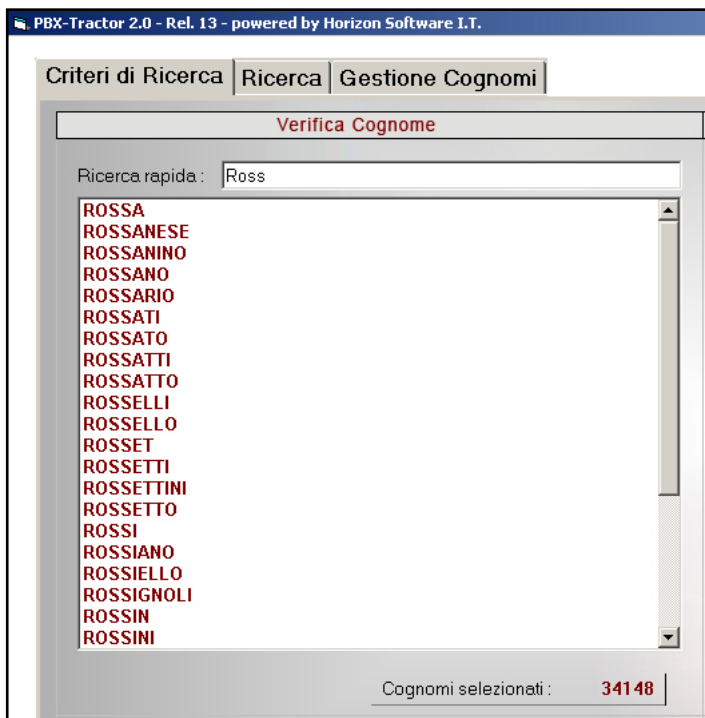 PBX-Tractor 2.0 - Rel. 13 - powered by Horizon Software I.T.
Criteri di Ricerca Ricerca Gestione Cognomi
Verifica Cognome
Ricerca rapida : Ross
ROSSA
ROSSANESE
ROSSANINO
ROSSANO
ROSSARIO
ROSSATI
ROSSATO
ROSSATTI
ROSSATTO
ROSSELLI
ROSSELLO
ROSSET
ROSSETTI
ROSSETTINI
ROSSETTO
ROSSI
ROSSIANO
ROSSIELLO
ROSSIGNOLI
ROSSIN
ROSSINI
Cognomi selezionati : 34148